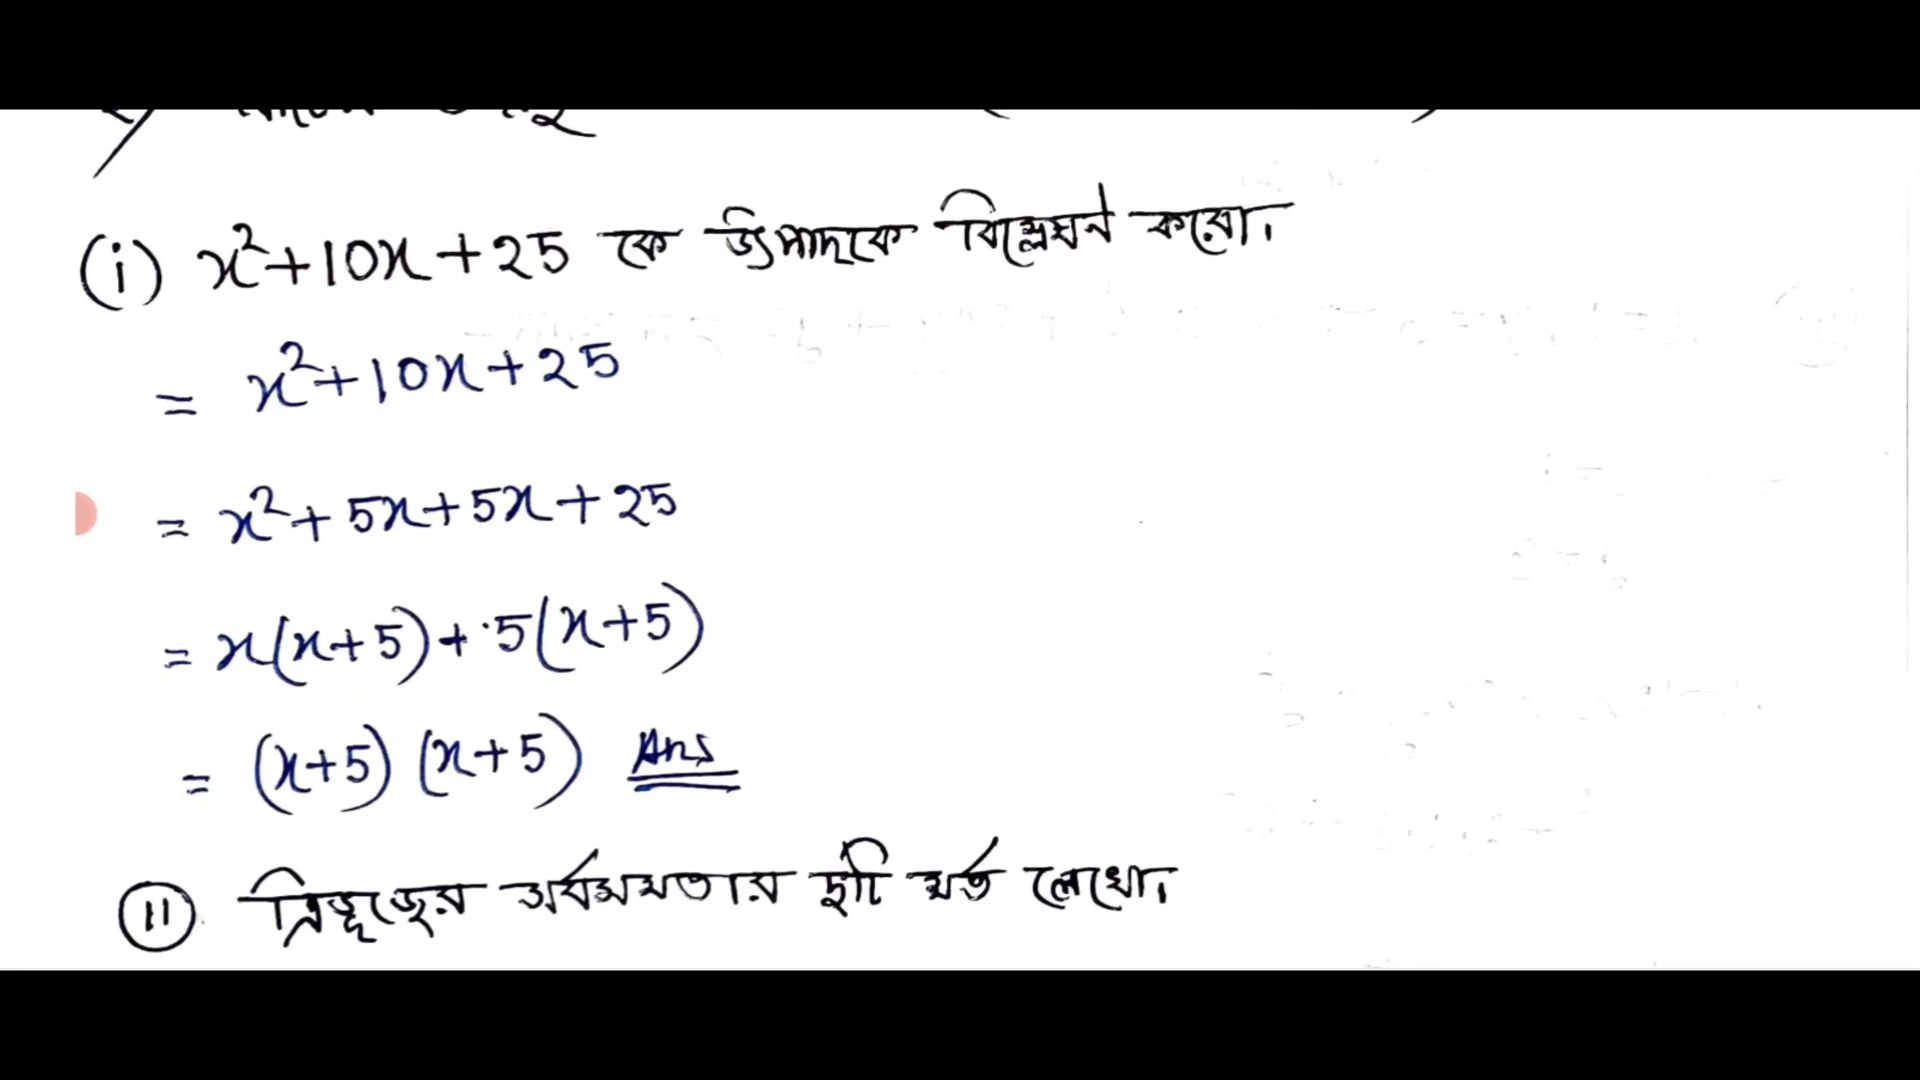 (i) x²+10x+25 কে উৎপাদকে বিশ্লেষণ করো।
= x²+10x+25
= x²+5x+5x+25
= x(x+5)+5(x+5)
= (x+5) (x+5) Ans
(ii) ত্রিভূজের সর্বসমতার দুটি শর্ত লেখো।